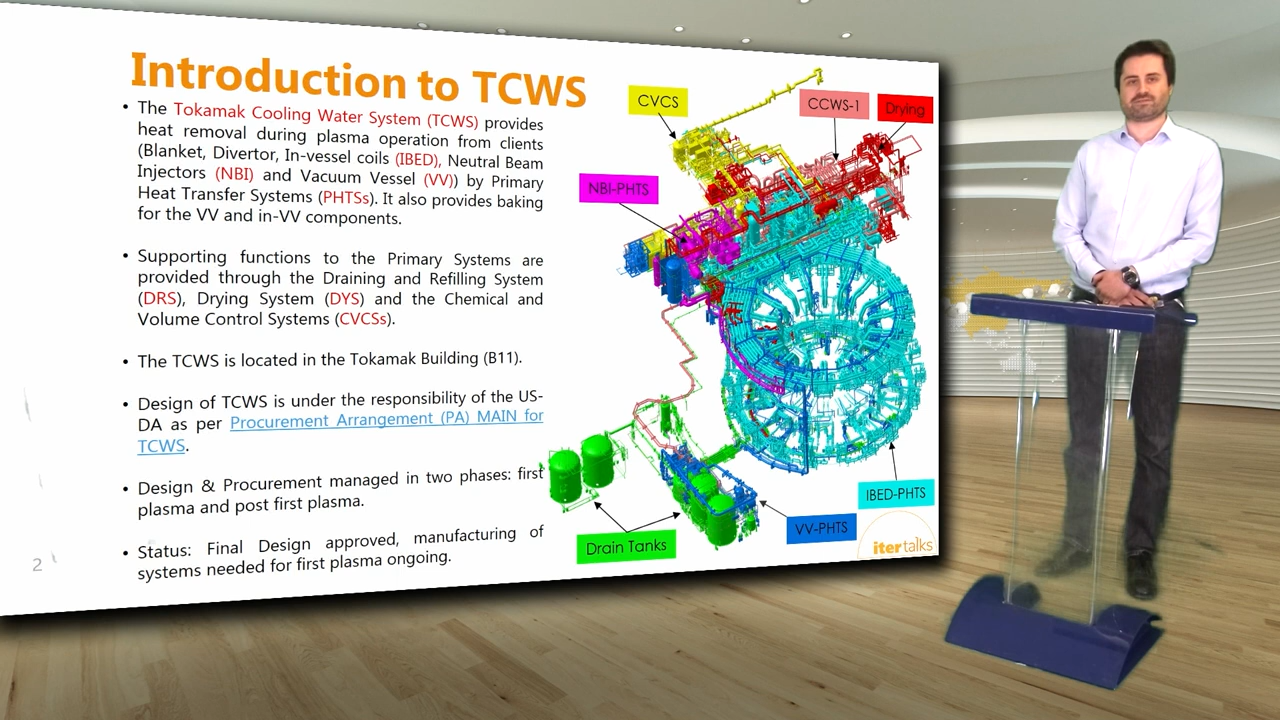 Introduction to TCWS
• The Tokamak Cooling Water System (TCWS) provides
heat removal during plasma operation from clients
(Blanket, Divertor, In-vessel coils (IBED), Neutral Beam
Injectors (NBI) and Vacuum Vessel (VV)) by Primary
Heat Transfer Systems (PHTSs). It also provides baking
for the VV and in-VV components.
• Supporting functions to the Primary Systems are
provided through the Draining and Refilling System
(DRS), Drying System (DYS) and the Chemical and
Volume Control Systems (CVCSs).
• The TCWS is located in the Tokamak Building (B11).
• Design of TCWS is under the responsibility of the US-
DA as per Procurement Arrangement (PA) MAIN for
TCWS.
• Design & Procurement managed in two phases: first
plasma and post first plasma.
• Status: Final Design approved, manufacturing of
systems needed for first plasma ongoing.
2
CVCS
CCWS-1
Drying
NBI-PHTS
IBED-PHTS
VV-PHTS
Drain Tanks
iter talks